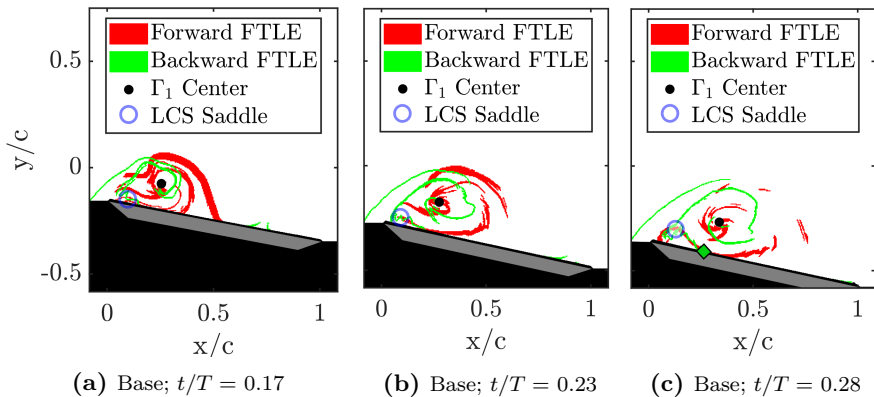 Forward FTLE
Backward FTLE
Γ₁ Center
LCS Saddle
Forward FTLE
Backward FTLE
Γ₁ Center
LCS Saddle
Forward FTLE
Backward FTLE
Γ₁ Center
LCS Saddle
y/c
0.5
0
-0.5
0 0.5 1
0 0.5 1
0 0.5 1
x/c
x/c
x/c
(a) Base; t/T = 0.17
(b) Base; t/T = 0.23
(c) Base; t/T = 0.28